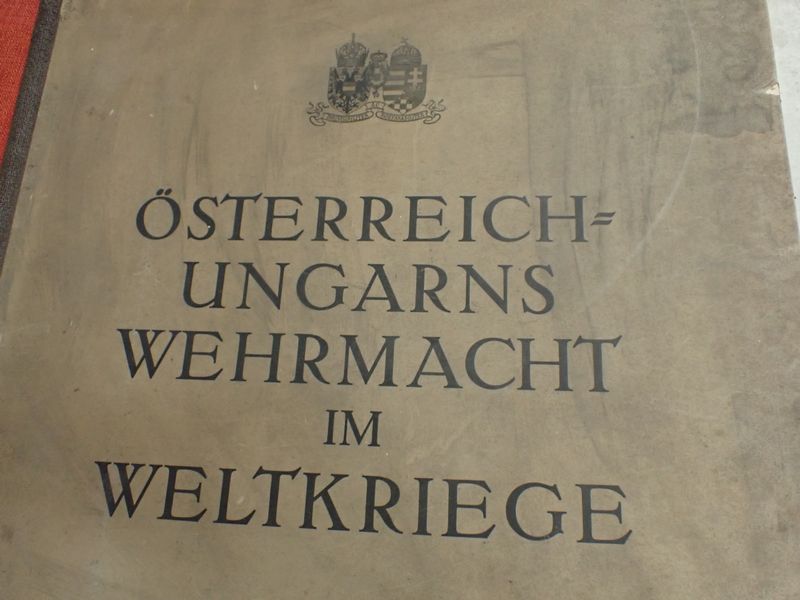 ÖSTERREICH=
UNGARNS
WEHRMACHT
IM
WELTKRIEGE